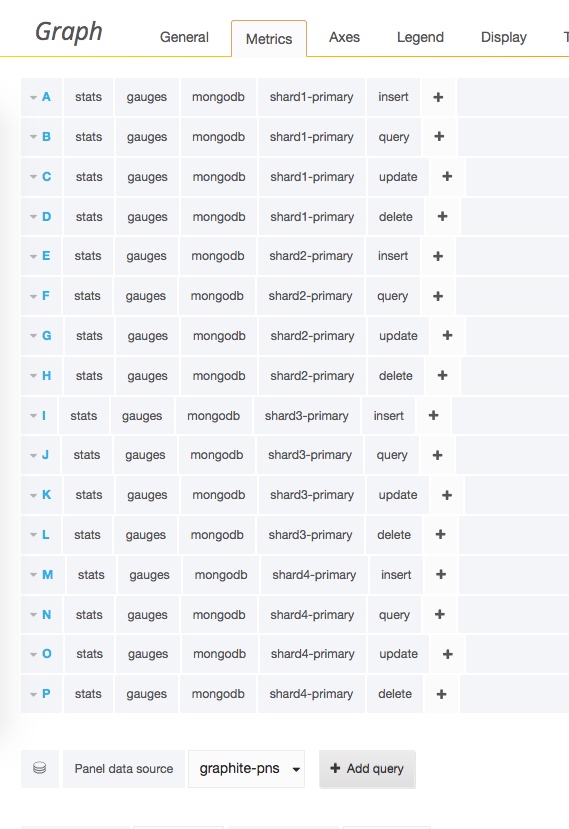 Graph General Metrics Axes Legend Display
A stats gauges mongodb shard1-primary insert +
B stats gauges mongodb shard1-primary query +
C stats gauges mongodb shard1-primary update +
D stats gauges mongodb shard1-primary delete +
E stats gauges mongodb shard2-primary insert +
F stats gauges mongodb shard2-primary query +
G stats gauges mongodb shard2-primary update +
H stats gauges mongodb shard2-primary delete +
I stats gauges mongodb shard3-primary insert +
J stats gauges mongodb shard3-primary query +
K stats gauges mongodb shard3-primary update +
L stats gauges mongodb shard3-primary delete +
M stats gauges mongodb shard4-primary insert +
N stats gauges mongodb shard4-primary query +
O stats gauges mongodb shard4-primary update +
P stats gauges mongodb shard4-primary delete +
Panel data source graphite-pns + Add query